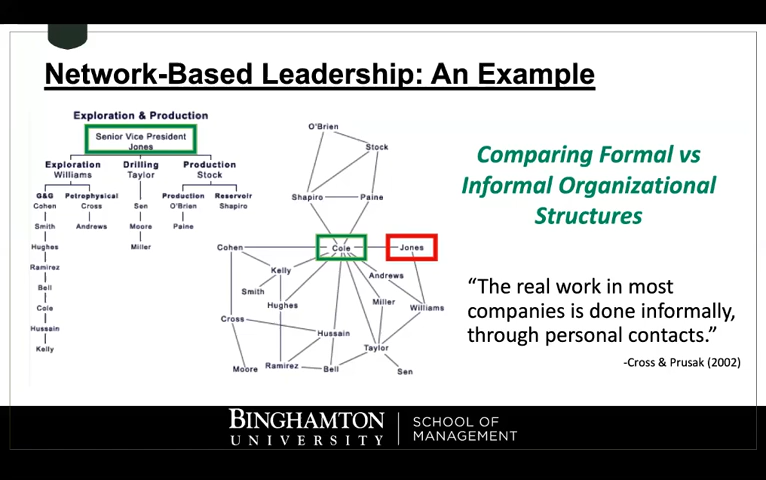 Network-Based Leadership: An Example
Exploration & Production
Senior Vice President
Jones
Exploration
Williams
Drilling
Taylor
Production
Stock
G&G
Cohen
Smith
Hughes
Ramirez
Bell
Cole
Hussain
Kelly
Petrophysical
Cross
Andrews
Sen
Moore
Miller
Production
O'Brien
Paine
Reservoir
Shapiro
O'Brien
Stock
Shapiro
Paine
Cohen
Cole
Jones
Kelly
Andrews
Smith
Hughes
Miller
Williams
Cross
Hussain
Taylor
Moore
Ramirez
Bell
Sen
Comparing Formal vs
Informal Organizational
Structures
“The real work in most
companies is done informally,
through personal contacts.”
-Cross & Prusak (2002)
BINGHAMTON
UNIVERSITY
SCHOOL OF
MANAGEMENT